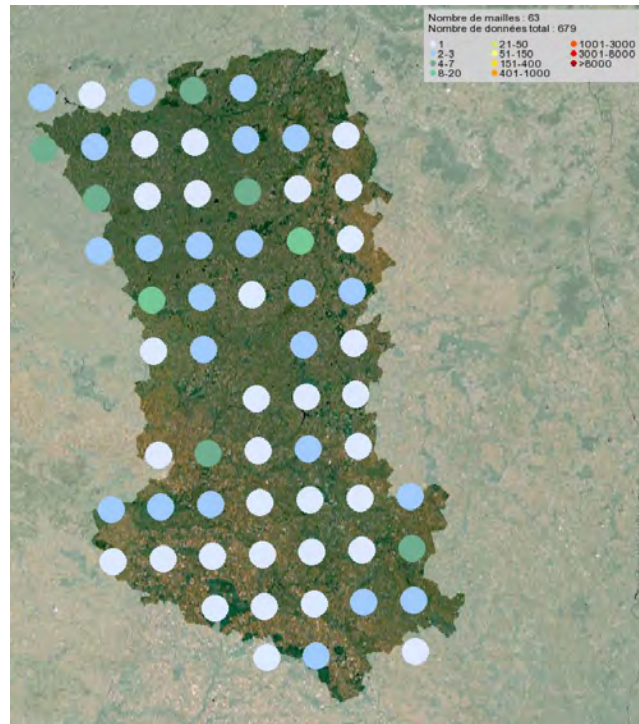 Nombre de mailles : 63
Nombre de données total : 679
1 21-50 1001-3000
2-3 51-150 3001-8000
4-7 151-400 >8000
8-20 401-1000